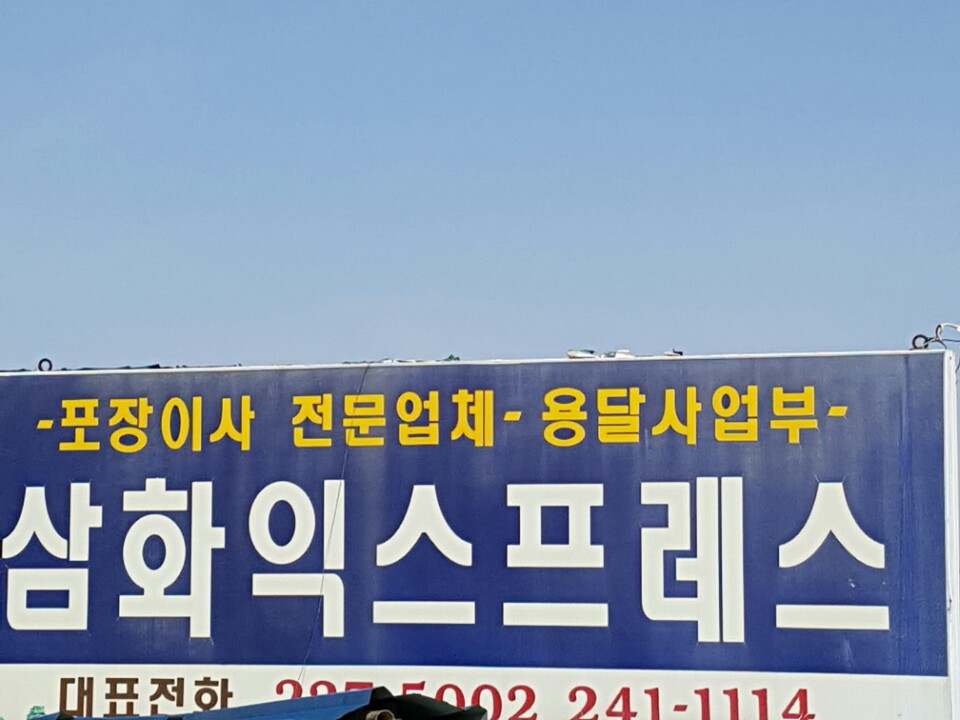 -포장이사 전문업체- 용달사업부-
삼화익스프레스
대표전화 241-1114